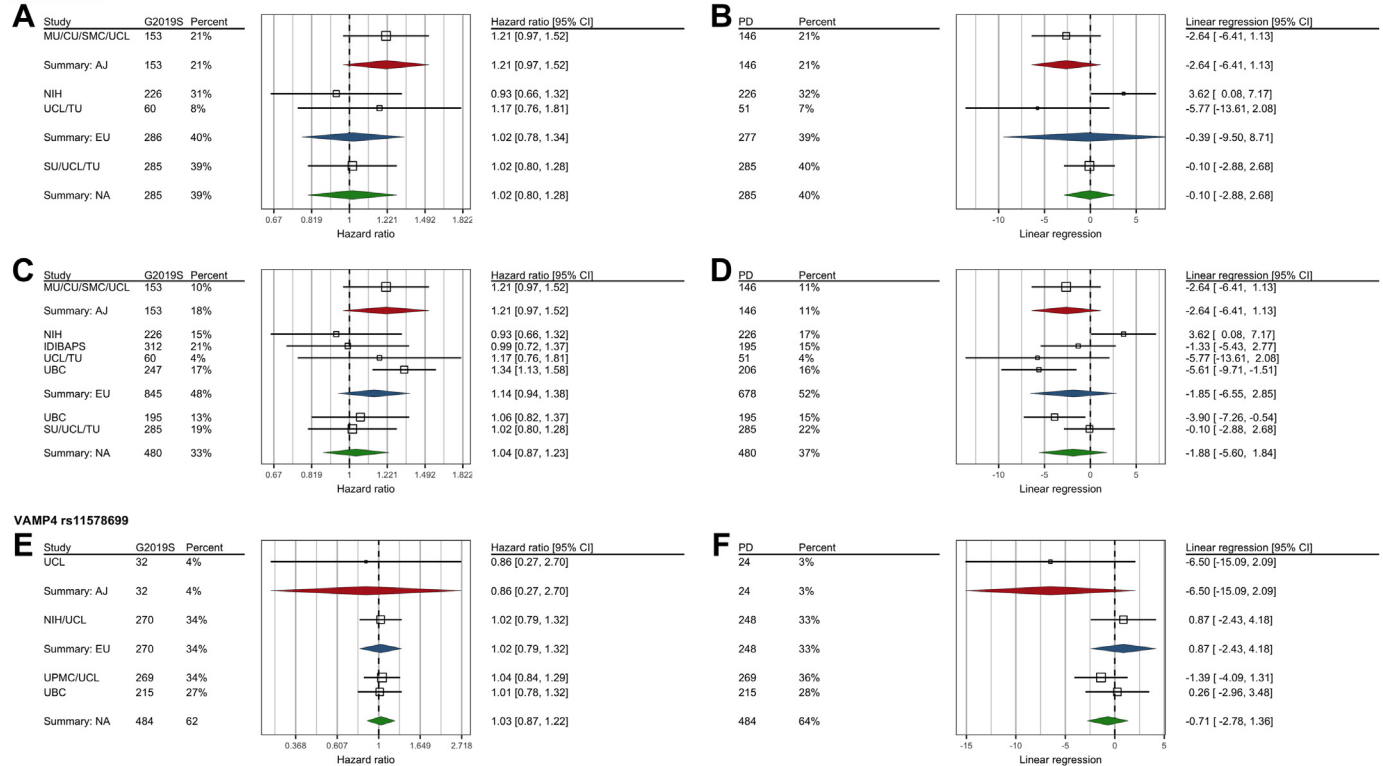 A
Study G2019S Percent Hazard ratio [95% CI]
MU/CU/SMC/UCL 153 21% 1.21 [0.97, 1.52]
Summary: AJ 153 21% 1.21 [0.97, 1.52]
NIH 226 31% 0.93 [0.66, 1.32]
UCL/TU 60 8% 1.17 [0.76, 1.81]
Summary: EU 286 40% 1.02 [0.78, 1.34]
SU/UCL/TU 285 39% 1.02 [0.80, 1.28]
Summary: NA 285 39% 1.02 [0.80, 1.28]
0.67 0.819 1 1.221 1.492 1.822
Hazard ratio
B
PD Percent Linear regression [95% CI]
146 21% -2.64 [ -6.41, 1.13]
146 21% -2.64 [ -6.41, 1.13]
226 32% 3.62 [ 0.08, 7.17]
51 7% -5.77 [-13.61, 2.08]
277 39% -0.39 [ -9.50, 8.71]
285 40% -0.10 [ -2.88, 2.68]
285 40% -0.10 [ -2.88, 2.68]
-10 -5 0 5
Linear regression
C
Study G2019S Percent Hazard ratio [95% CI]
MU/CU/SMC/UCL 153 10% 1.21 [0.97, 1.52]
Summary: AJ 153 18% 1.21 [0.97, 1.52]
NIH 226 15% 0.93 [0.66, 1.32]
IDIBAPS 312 21% 0.99 [0.72, 1.37]
UCL/TU 60 4% 1.17 [0.76, 1.81]
UBC 247 17% 1.34 [1.13, 1.58]
Summary: EU 845 48% 1.14 [0.94, 1.38]
UBC 195 13% 1.06 [0.82, 1.37]
SU/UCL/TU 285 19% 1.02 [0.80, 1.28]
Summary: NA 480 33% 1.04 [0.87, 1.23]
0.67 0.819 1 1.221 1.492 1.822
Hazard ratio
D
PD Percent Linear regression [95% CI]
146 11% -2.64 [ -6.41, 1.13]
146 11% -2.64 [ -6.41, 1.13]
226 17% 3.62 [ 0.08, 7.17]
195 15% -1.33 [ -5.43, 2.77]
51 4% -5.77 [-13.61, 2.08]
206 16% -5.61 [ -9.71, -1.51]
678 52% -1.85 [ -6.55, 2.85]
195 15% -3.90 [ -7.26, -0.54]
285 22% -0.10 [ -2.88, 2.68]
480 37% -1.88 [ -5.60, 1.84]
-10 -5 0 5
Linear regression
VAMP4 rs11578699
E
Study G2019S Percent Hazard ratio [95% CI]
UCL 32 4% 0.86 [0.27, 2.70]
Summary: AJ 32 4% 0.86 [0.27, 2.70]
NIH/UCL 270 34% 1.02 [0.79, 1.32]
Summary: EU 270 34% 1.02 [0.79, 1.32]
UPMC/UCL 269 34% 1.04 [0.84, 1.29]
UBC 215 27% 1.01 [0.78, 1.32]
Summary: NA 484 62 1.03 [0.87, 1.22]
0.368 0.607 1 1.649 2.718
Hazard ratio
F
PD Percent Linear regression [95% CI]
24 3% -6.50 [-15.09, 2.09]
24 3% -6.50 [-15.09, 2.09]
248 33% 0.87 [ -2.43, 4.18]
248 33% 0.87 [ -2.43, 4.18]
269 36% -1.39 [ -4.09, 1.31]
215 28% 0.26 [ -2.96, 3.48]
484 64% -0.71 [ -2.78, 1.36]
-15 -10 -5 0 5
Linear regression